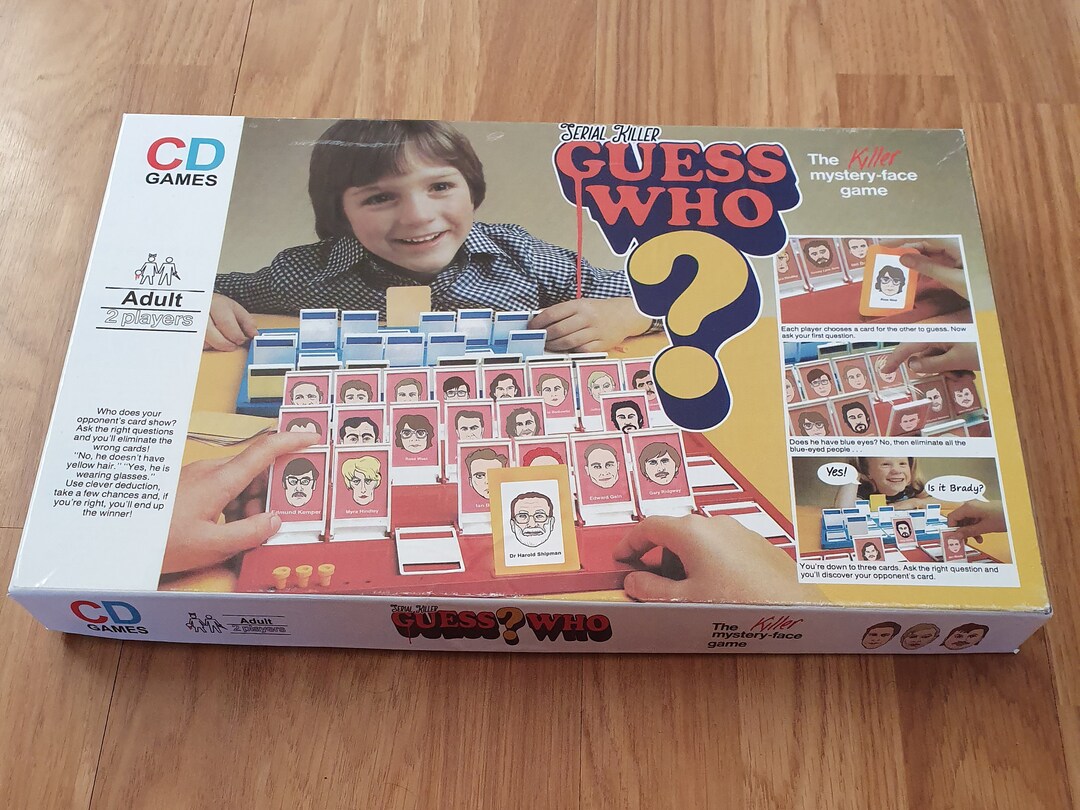 CD
GAMES
Adult
2 players
Who does your
opponent's card show?
Ask the right questions
and you'll eliminate the
wrong cards!
"No, he doesn't have
yellow hair." "Yes, he is
wearing glasses."
Use clever deduction,
take a few chances and, if
you're right, you'll end up
the winner!
SERIAL KILLER
GUESS
WHO
?
The Killer
mystery-face
game
Each player chooses a card for the other to guess. Now
ask your first question.
Does he have blue eyes? No, then eliminate all the
blue-eyed people . . .
Yes!
Is it Brady?
You're down to three cards. Ask the right question and
you'll discover your opponent's card.
Edmund Kemper
Myra Hindley
Rose West
Ian
Dr Harold Shipman
Edward Gein
Gary Ridgway
Rose West
CD
GAMES
Adult
2 players
SERIAL KILLER
GUESS ? WHO
The Killer
mystery-face
game